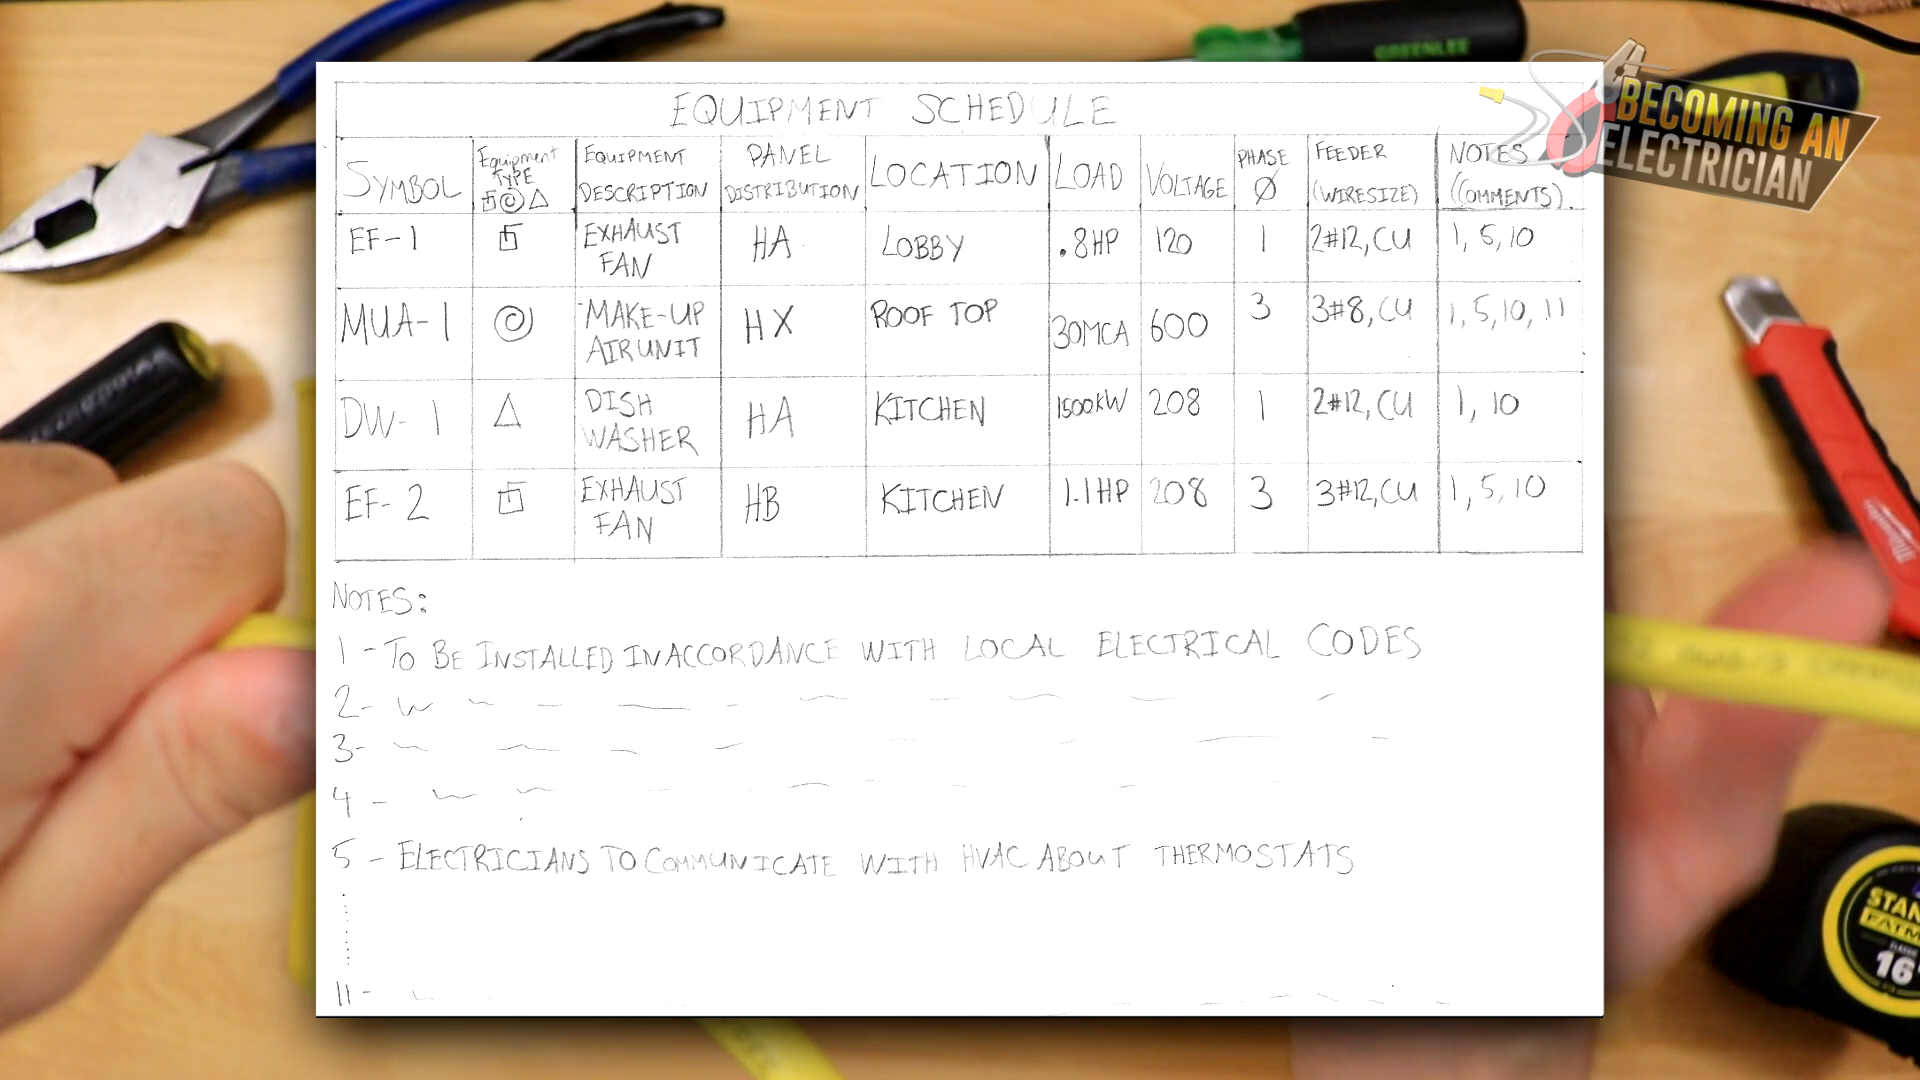 GREENLEE
BECOMING AN
ELECTRICIAN
EQUIPMENT SCHEDULE
SYMBOL Equipment TYPE EQUIPMENT DESCRIPTION PANEL DISTRIBUTION LOCATION LOAD VOLTAGE PHASE Ø FEEDER (WIRESIZE) NOTES (COMMENTS).
EF-1 EXHAUST FAN HA LOBBY .8HP 120 1 2#12, CU 1, 5, 10
MUA-1 MAKE-UP AIR UNIT HX ROOF TOP 30MCA 600 3 3#8, CU 1, 5, 10, 11
DW-1 DISH WASHER HA KITCHEN 1500kW 208 1 2#12, CU 1, 10
EF-2 EXHAUST FAN HB KITCHEN 1.1HP 208 3 3#12, CU 1, 5, 10
NOTES:
1 - TO BE INSTALLED IN ACCORDANCE WITH LOCAL ELECTRICAL CODES
2-
3-
4 -
5 - ELECTRICIANS TO COMMUNICATE WITH HVAC ABOUT THERMOSTATS
11 -
Milwaukee
16